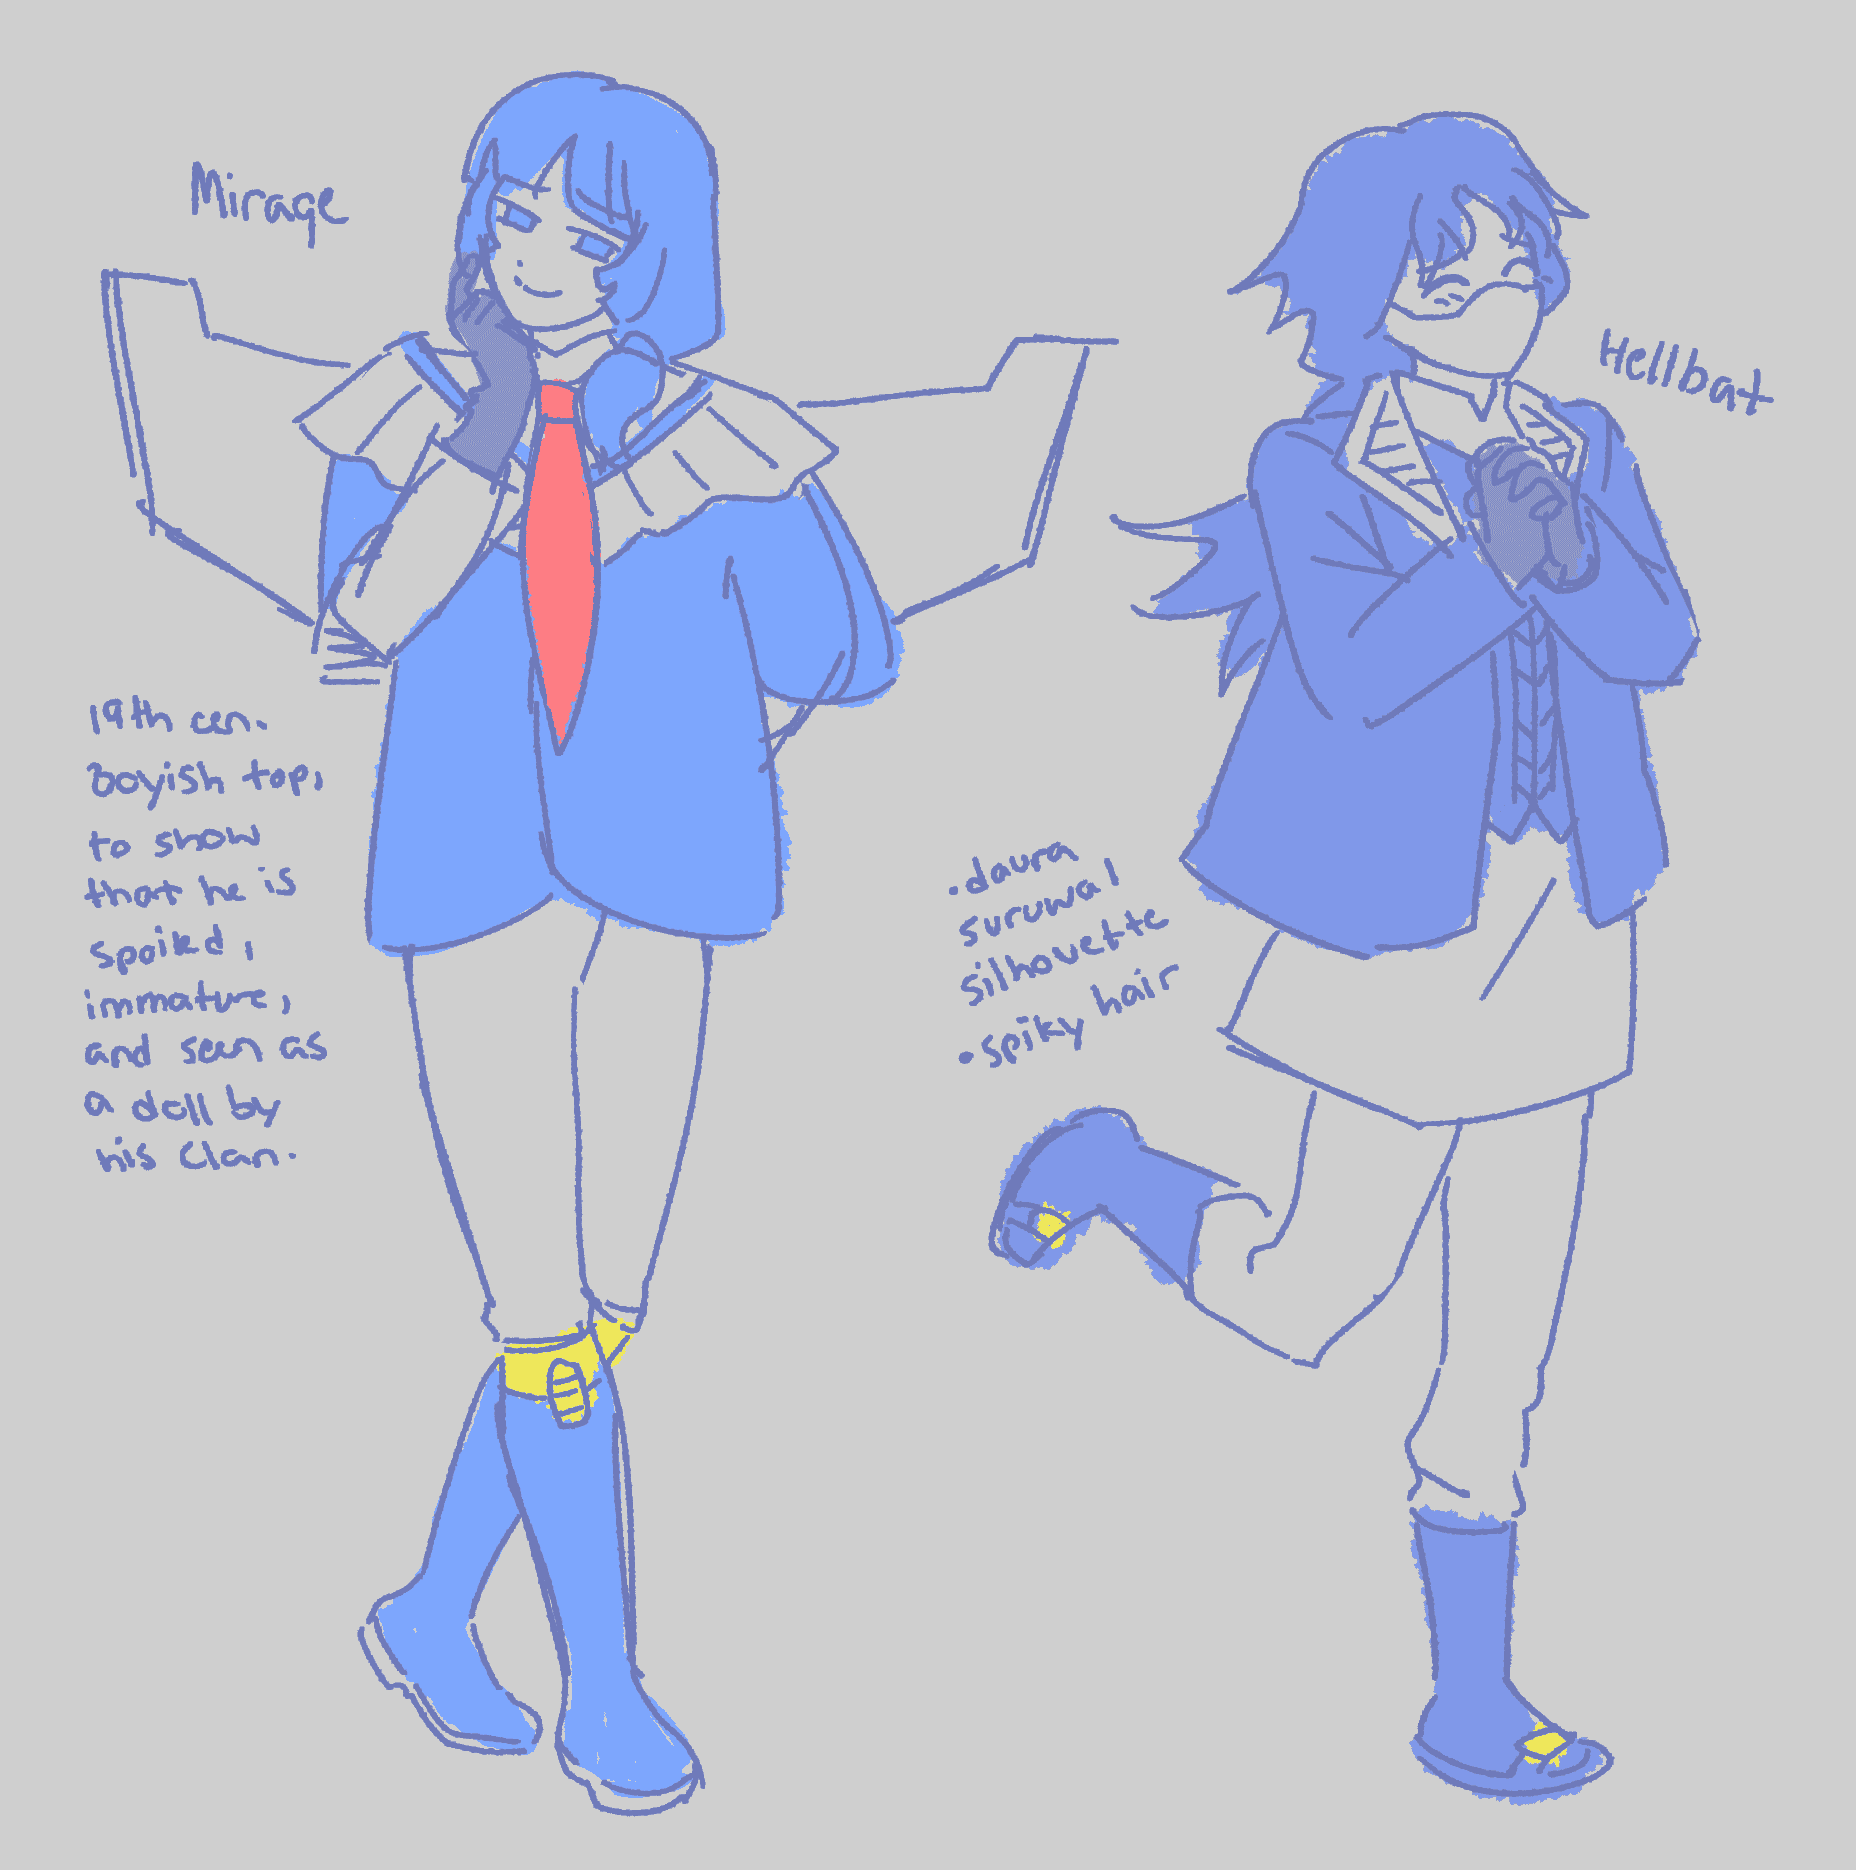 Mirage
19th cen.
Boyish top,
to show
that he is
spoiled,
immature,
and seen as
a doll by
his Clan.
Hellbat
• daura
suruwal
silhouette
• spiky hair